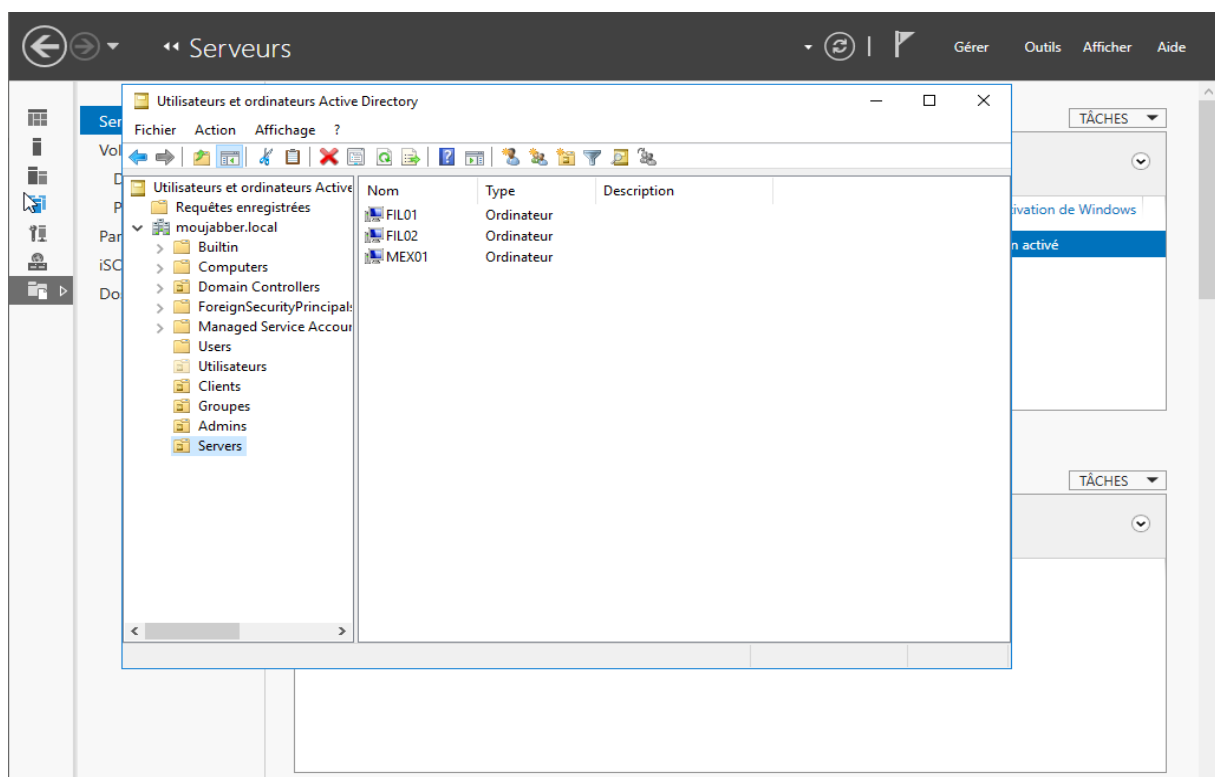 Serveurs
Gérer Outils Afficher Aide
Utilisateurs et ordinateurs Active Directory
Fichier Action Affichage ?
Utilisateurs et ordinateurs Active
Requêtes enregistrées
moujabber.local
Builtin
Computers
Domain Controllers
ForeignSecurityPrincipals
Managed Service Accour
Users
Utilisateurs
Clients
Groupes
Admins
Servers
Nom Type Description
FIL01 Ordinateur
FIL02 Ordinateur
MEX01 Ordinateur
Ser
Vol
D
P
Par
iSC
Do
TÂCHES
ivation de Windows
n activé
TÂCHES